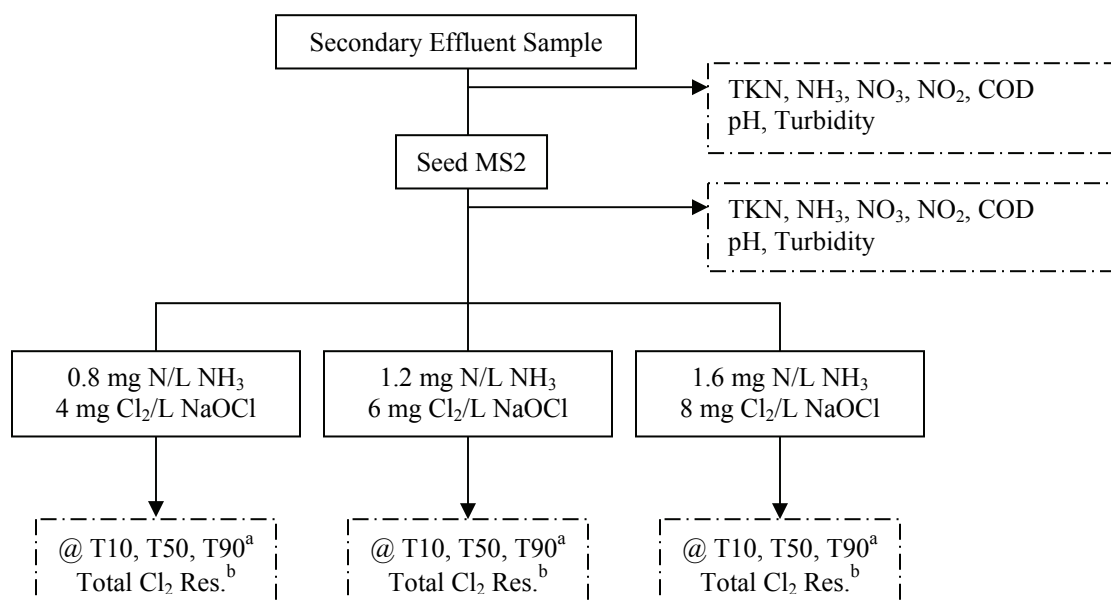 Secondary Effluent Sample
TKN, NH₃, NO₃, NO₂, COD
pH, Turbidity
Seed MS2
TKN, NH₃, NO₃, NO₂, COD
pH, Turbidity
0.8 mg N/L NH₃
4 mg Cl₂/L NaOCl
1.2 mg N/L NH₃
6 mg Cl₂/L NaOCl
1.6 mg N/L NH₃
8 mg Cl₂/L NaOCl
@ T10, T50, T90ᵃ
Total Cl₂ Res.ᵇ
@ T10, T50, T90ᵃ
Total Cl₂ Res.ᵇ
@ T10, T50, T90ᵃ
Total Cl₂ Res.ᵇ